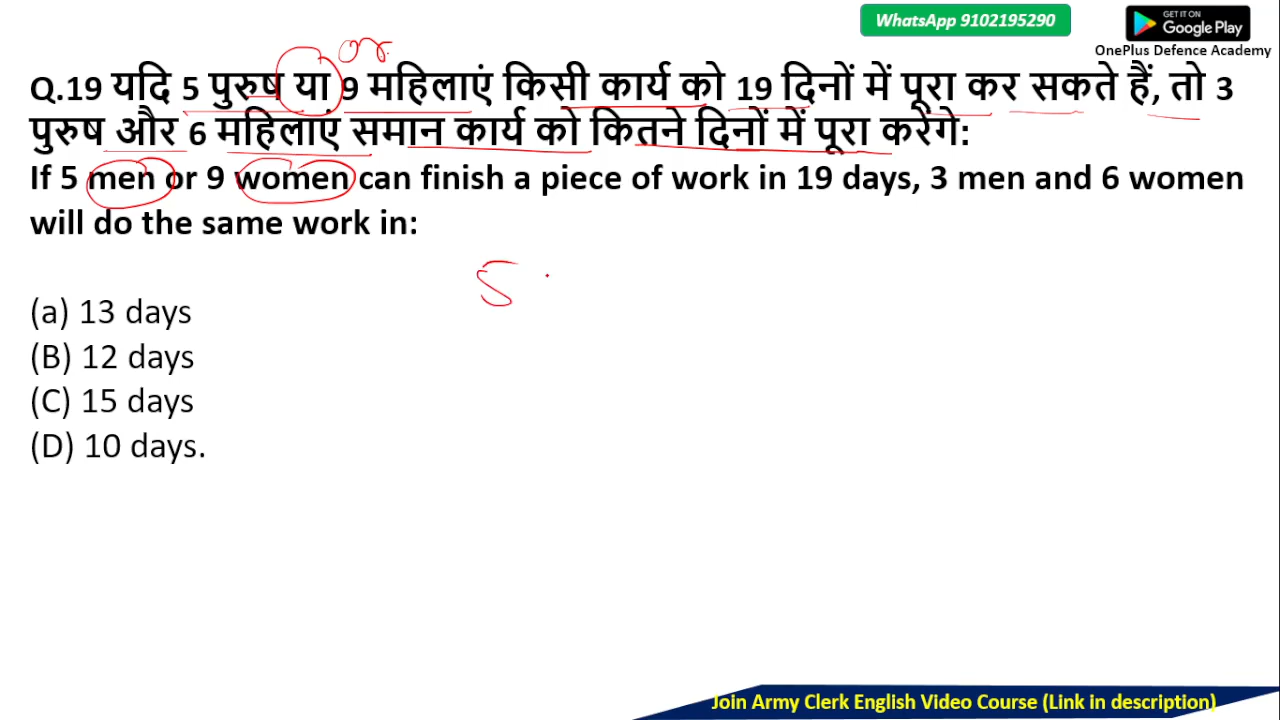 WhatsApp 9102195290
GET IT ON
Google Play
OnePlus Defence Academy
or
Q.19 यदि 5 पुरुष या 9 महिलाएं किसी कार्य को 19 दिनों में पूरा कर सकते हैं, तो 3
पुरुष और 6 महिलाएं समान कार्य को कितने दिनों में पूरा करेंगे:
If 5 men or 9 women can finish a piece of work in 19 days, 3 men and 6 women
will do the same work in:
5
(a) 13 days
(B) 12 days
(C) 15 days
(D) 10 days.
Join Army Clerk English Video Course (Link in description)